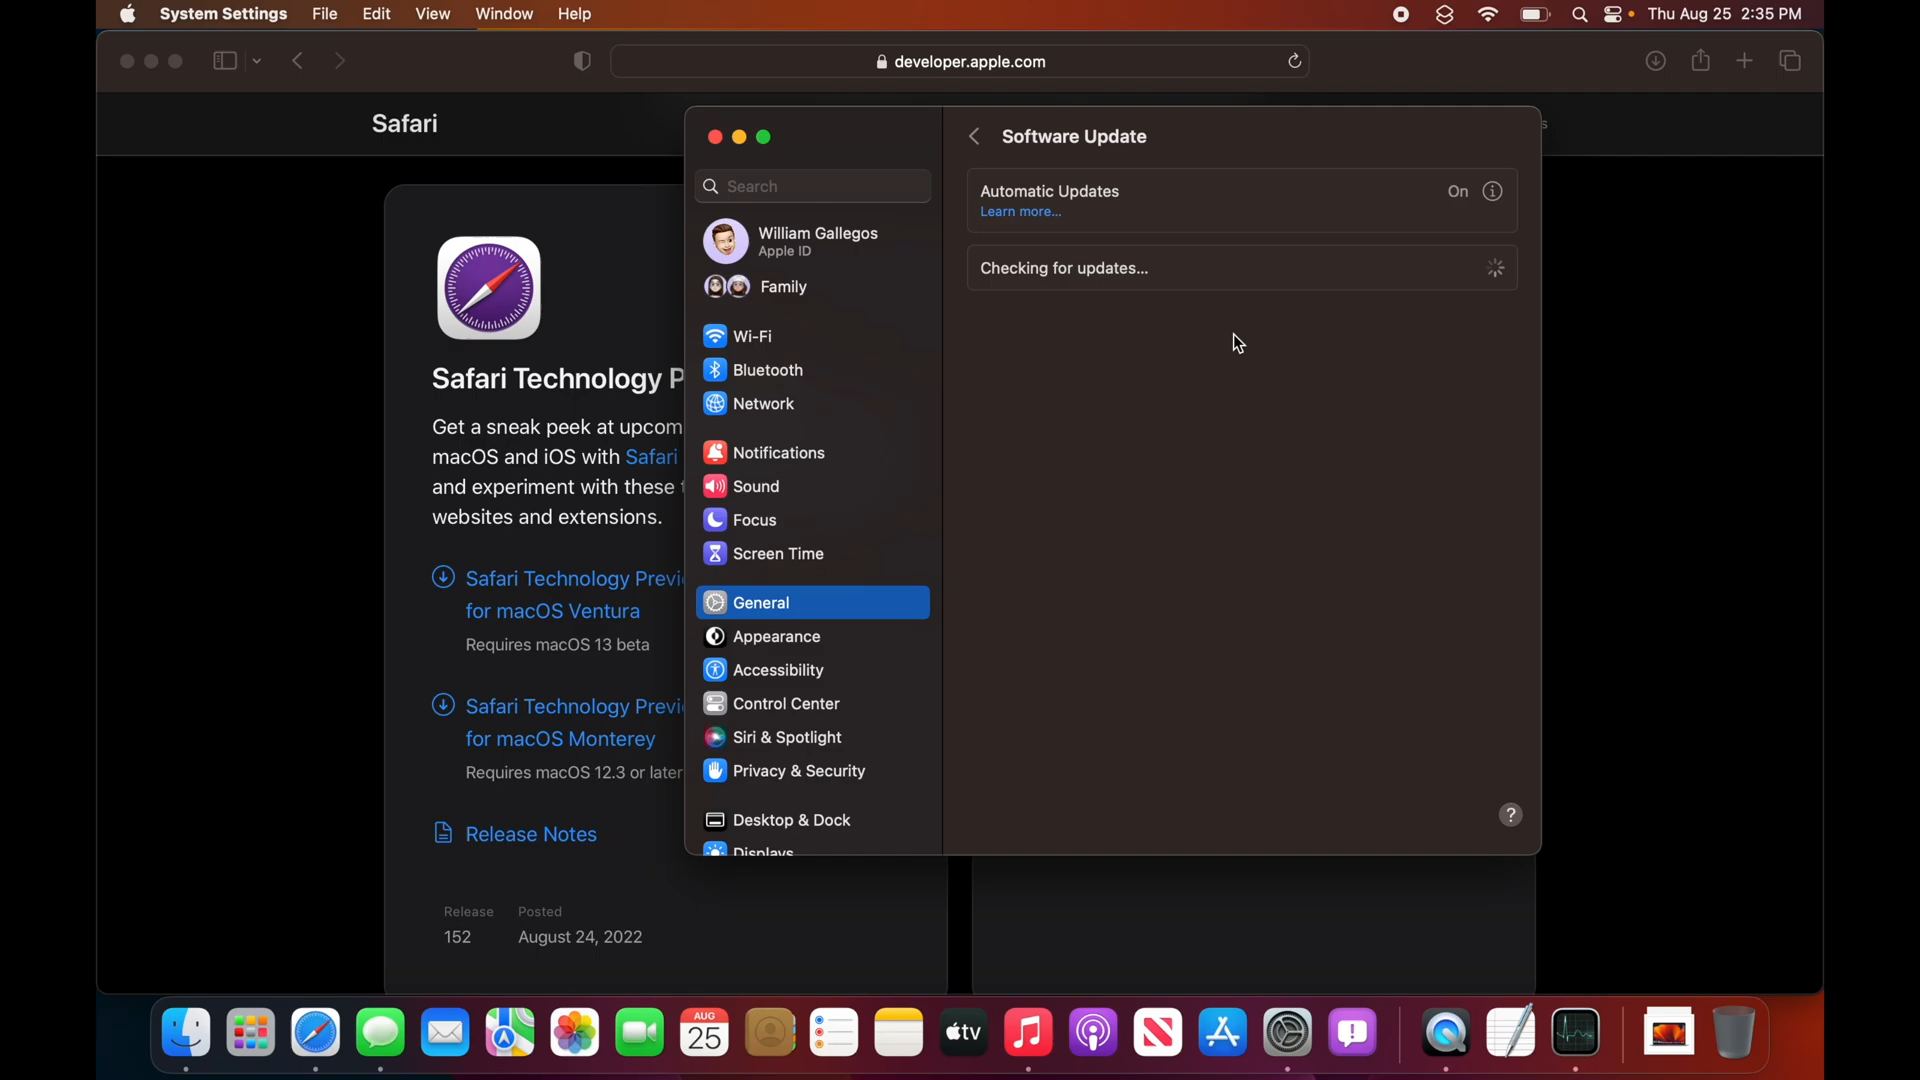 System Settings File Edit View Window Help Thu Aug 25 2:35 PM
developer.apple.com
Safari
s
Safari Technology P
Get a sneak peek at upcom
macOS and iOS with Safari
and experiment with these t
websites and extensions.
Safari Technology Previe
for macOS Ventura
Requires macOS 13 beta
Safari Technology Previe
for macOS Monterey
Requires macOS 12.3 or later
Release Notes
Release Posted
152 August 24, 2022
Search
William Gallegos
Apple ID
Family
Wi-Fi
Bluetooth
Network
Notifications
Sound
Focus
Screen Time
General
Appearance
Accessibility
Control Center
Siri & Spotlight
Privacy & Security
Desktop & Dock
Displays
Software Update
Automatic Updates On
Learn more...
Checking for updates...
?
AUG
25
tv